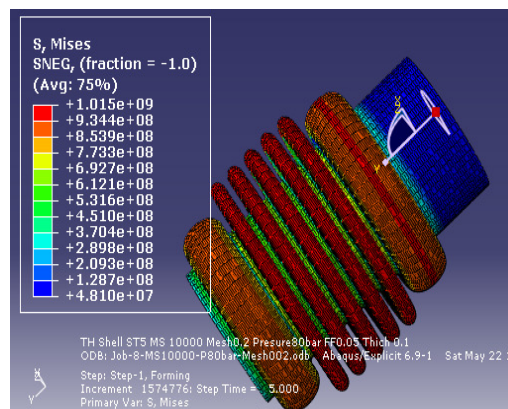 S, Mises
SNEG, (fraction = -1.0)
(Avg: 75%)
+1.015e+09
+9.344e+08
+8.539e+08
+7.733e+08
+6.927e+08
+6.121e+08
+5.316e+08
+4.510e+08
+3.704e+08
+2.898e+08
+2.093e+08
+1.287e+08
+4.810e+07
TH Shell ST5 MS 10000 Mesh0.2 Presure80bar FF0.05 Thich 0.1
ODB: Job-8-MS10000-P80bar-Mesh002.odb Abaqus/Explicit 6.9-1 Sat May 22
Step: Step-1, Forming
Increment 1574776: Step Time = 5.000
Primary Var: S, Mises
Y